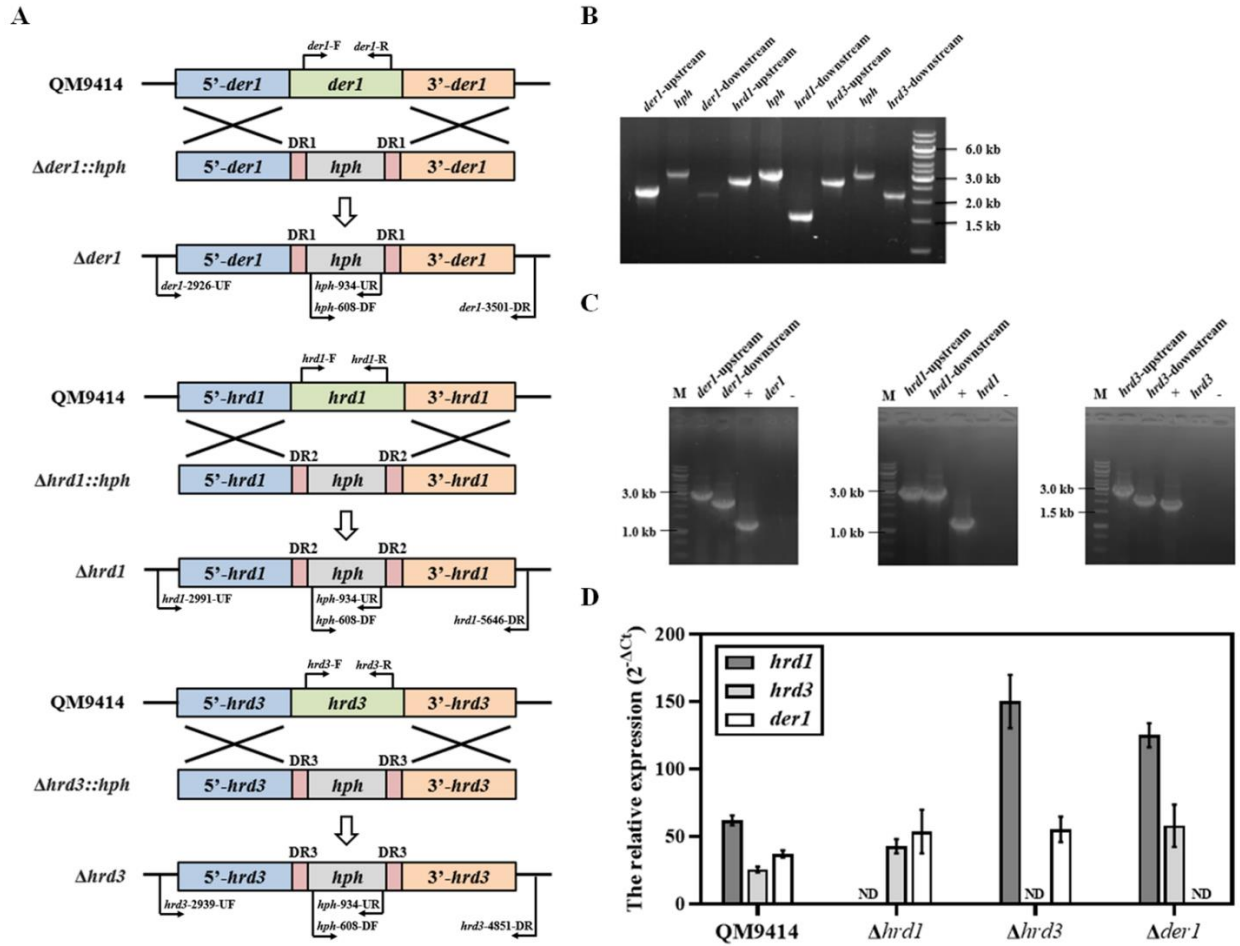 A
der1-F der1-R
QM9414 5’-der1 der1 3’-der1
DR1 DR1
Δder1::hph 5’-der1 hph 3’-der1
DR1 DR1
Δder1 5’-der1 hph 3’-der1
der1-2926-UF hph-934-UR
hph-608-DF der1-3501-DR
hrd1-F hrd1-R
QM9414 5’-hrd1 hrd1 3’-hrd1
DR2 DR2
Δhrd1::hph 5’-hrd1 hph 3’-hrd1
DR2 DR2
Δhrd1 5’-hrd1 hph 3’-hrd1
hrd1-2991-UF hph-934-UR
hph-608-DF hrd1-5646-DR
hrd3-F hrd3-R
QM9414 5’-hrd3 hrd3 3’-hrd3
DR3 DR3
Δhrd3::hph 5’-hrd3 hph 3’-hrd3
DR3 DR3
Δhrd3 5’-hrd3 hph 3’-hrd3
hrd3-2939-UF hph-934-UR
hph-608-DF hrd3-4851-DR
B
der1-upstream
hph
der1-downstream
hrd1-upstream
hph
hrd1-downstream
hrd3-upstream
hph
hrd3-downstream
6.0 kb
3.0 kb
2.0 kb
1.5 kb
C
M der1-upstream der1-downstream + der1 -
3.0 kb
1.0 kb
M hrd1-upstream hrd1-downstream + hrd1 -
3.0 kb
1.0 kb
M hrd3-upstream hrd3-downstream + hrd3 -
3.0 kb
1.5 kb
D
The relative expression (2^-ΔCt)
200
150
100
50
0
hrd1
hrd3
der1
ND ND ND
QM9414 Δhrd1 Δhrd3 Δder1